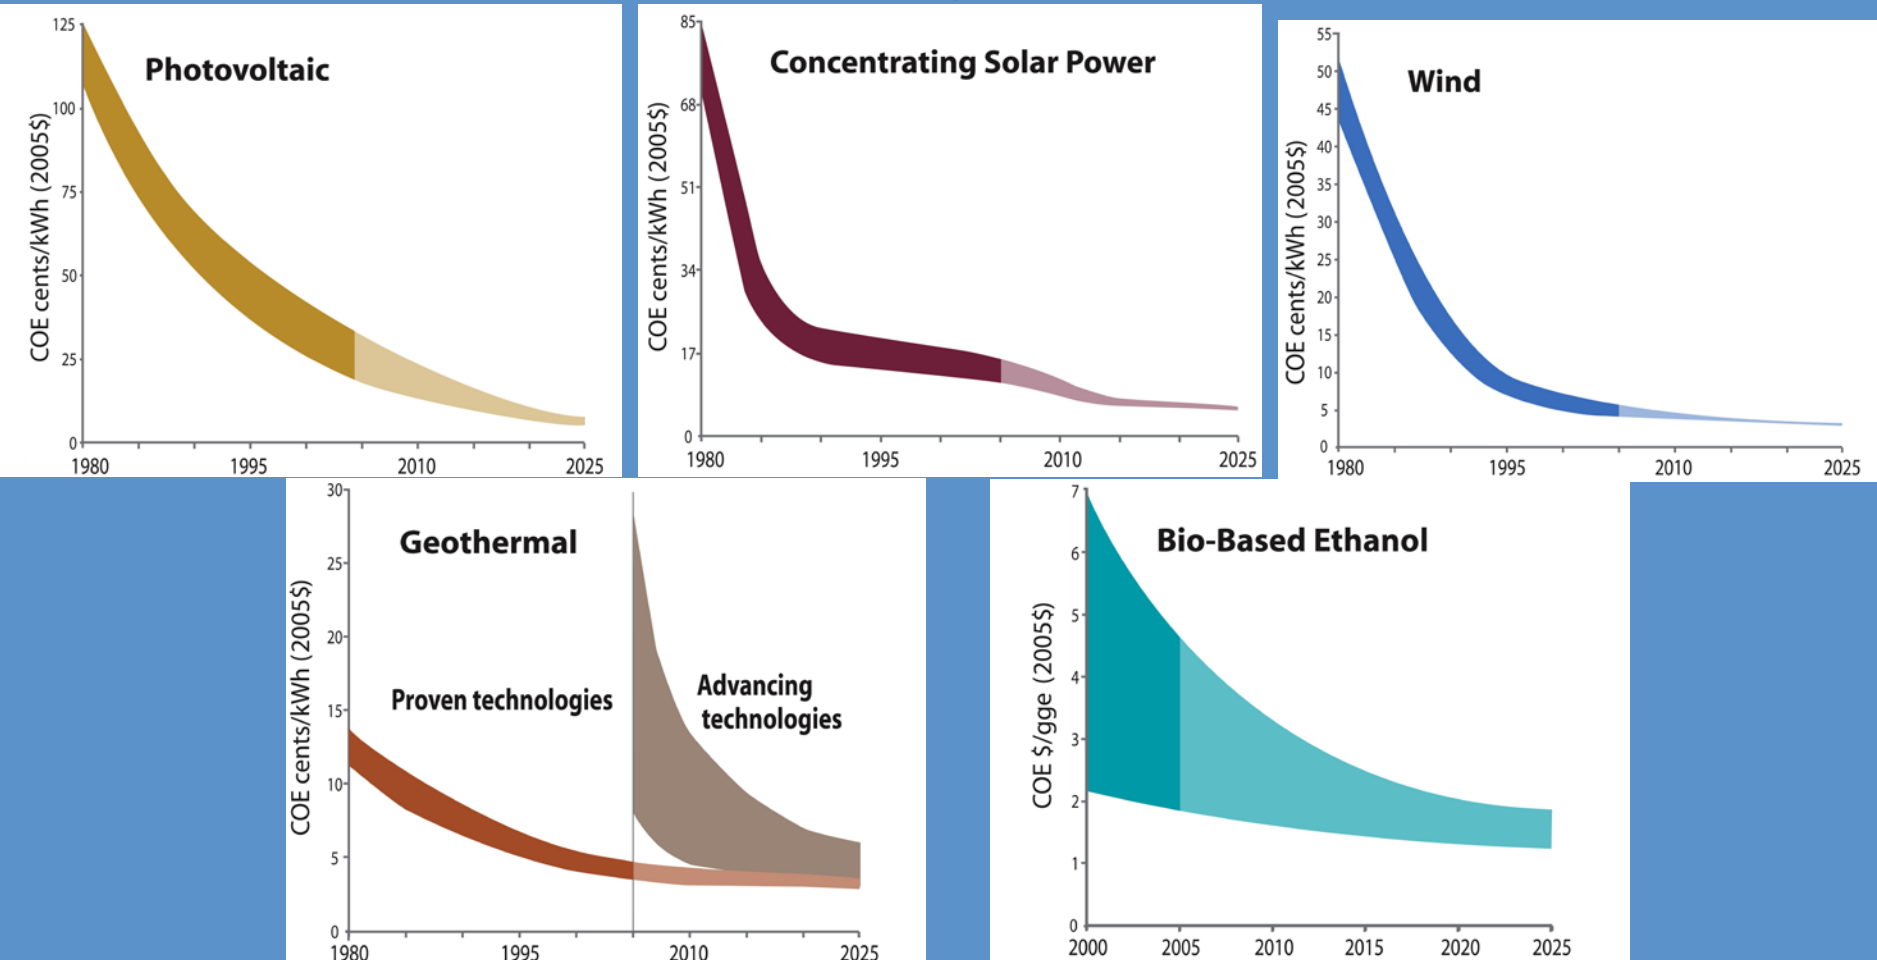 Photovoltaic
COE cents/kWh (2005$)
125
100
75
50
25
0
1980 1995 2010 2025
Concentrating Solar Power
COE cents/kWh (2005$)
85
68
51
34
17
0
1980 1995 2010 2025
Wind
COE cents/kWh (2005$)
55
50
45
40
35
30
25
20
15
10
5
0
1980 1995 2010 2025
Geothermal
COE cents/kWh (2005$)
30
25
20
15
10
5
0
Proven technologies
Advancing
technologies
1980 1995 2010 2025
Bio-Based Ethanol
COE $/gge (2005$)
7
6
5
4
3
2
1
0
2000 2005 2010 2015 2020 2025